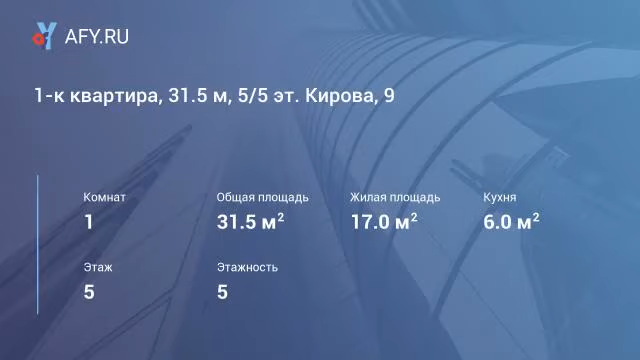 AFY.RU
1-к квартира, 31.5 м, 5/5 эт. Кирова, 9
Комнат
1
Общая площадь
31.5 м²
Жилая площадь
17.0 м²
Кухня
6.0 м²
Этаж
5
Этажность
5